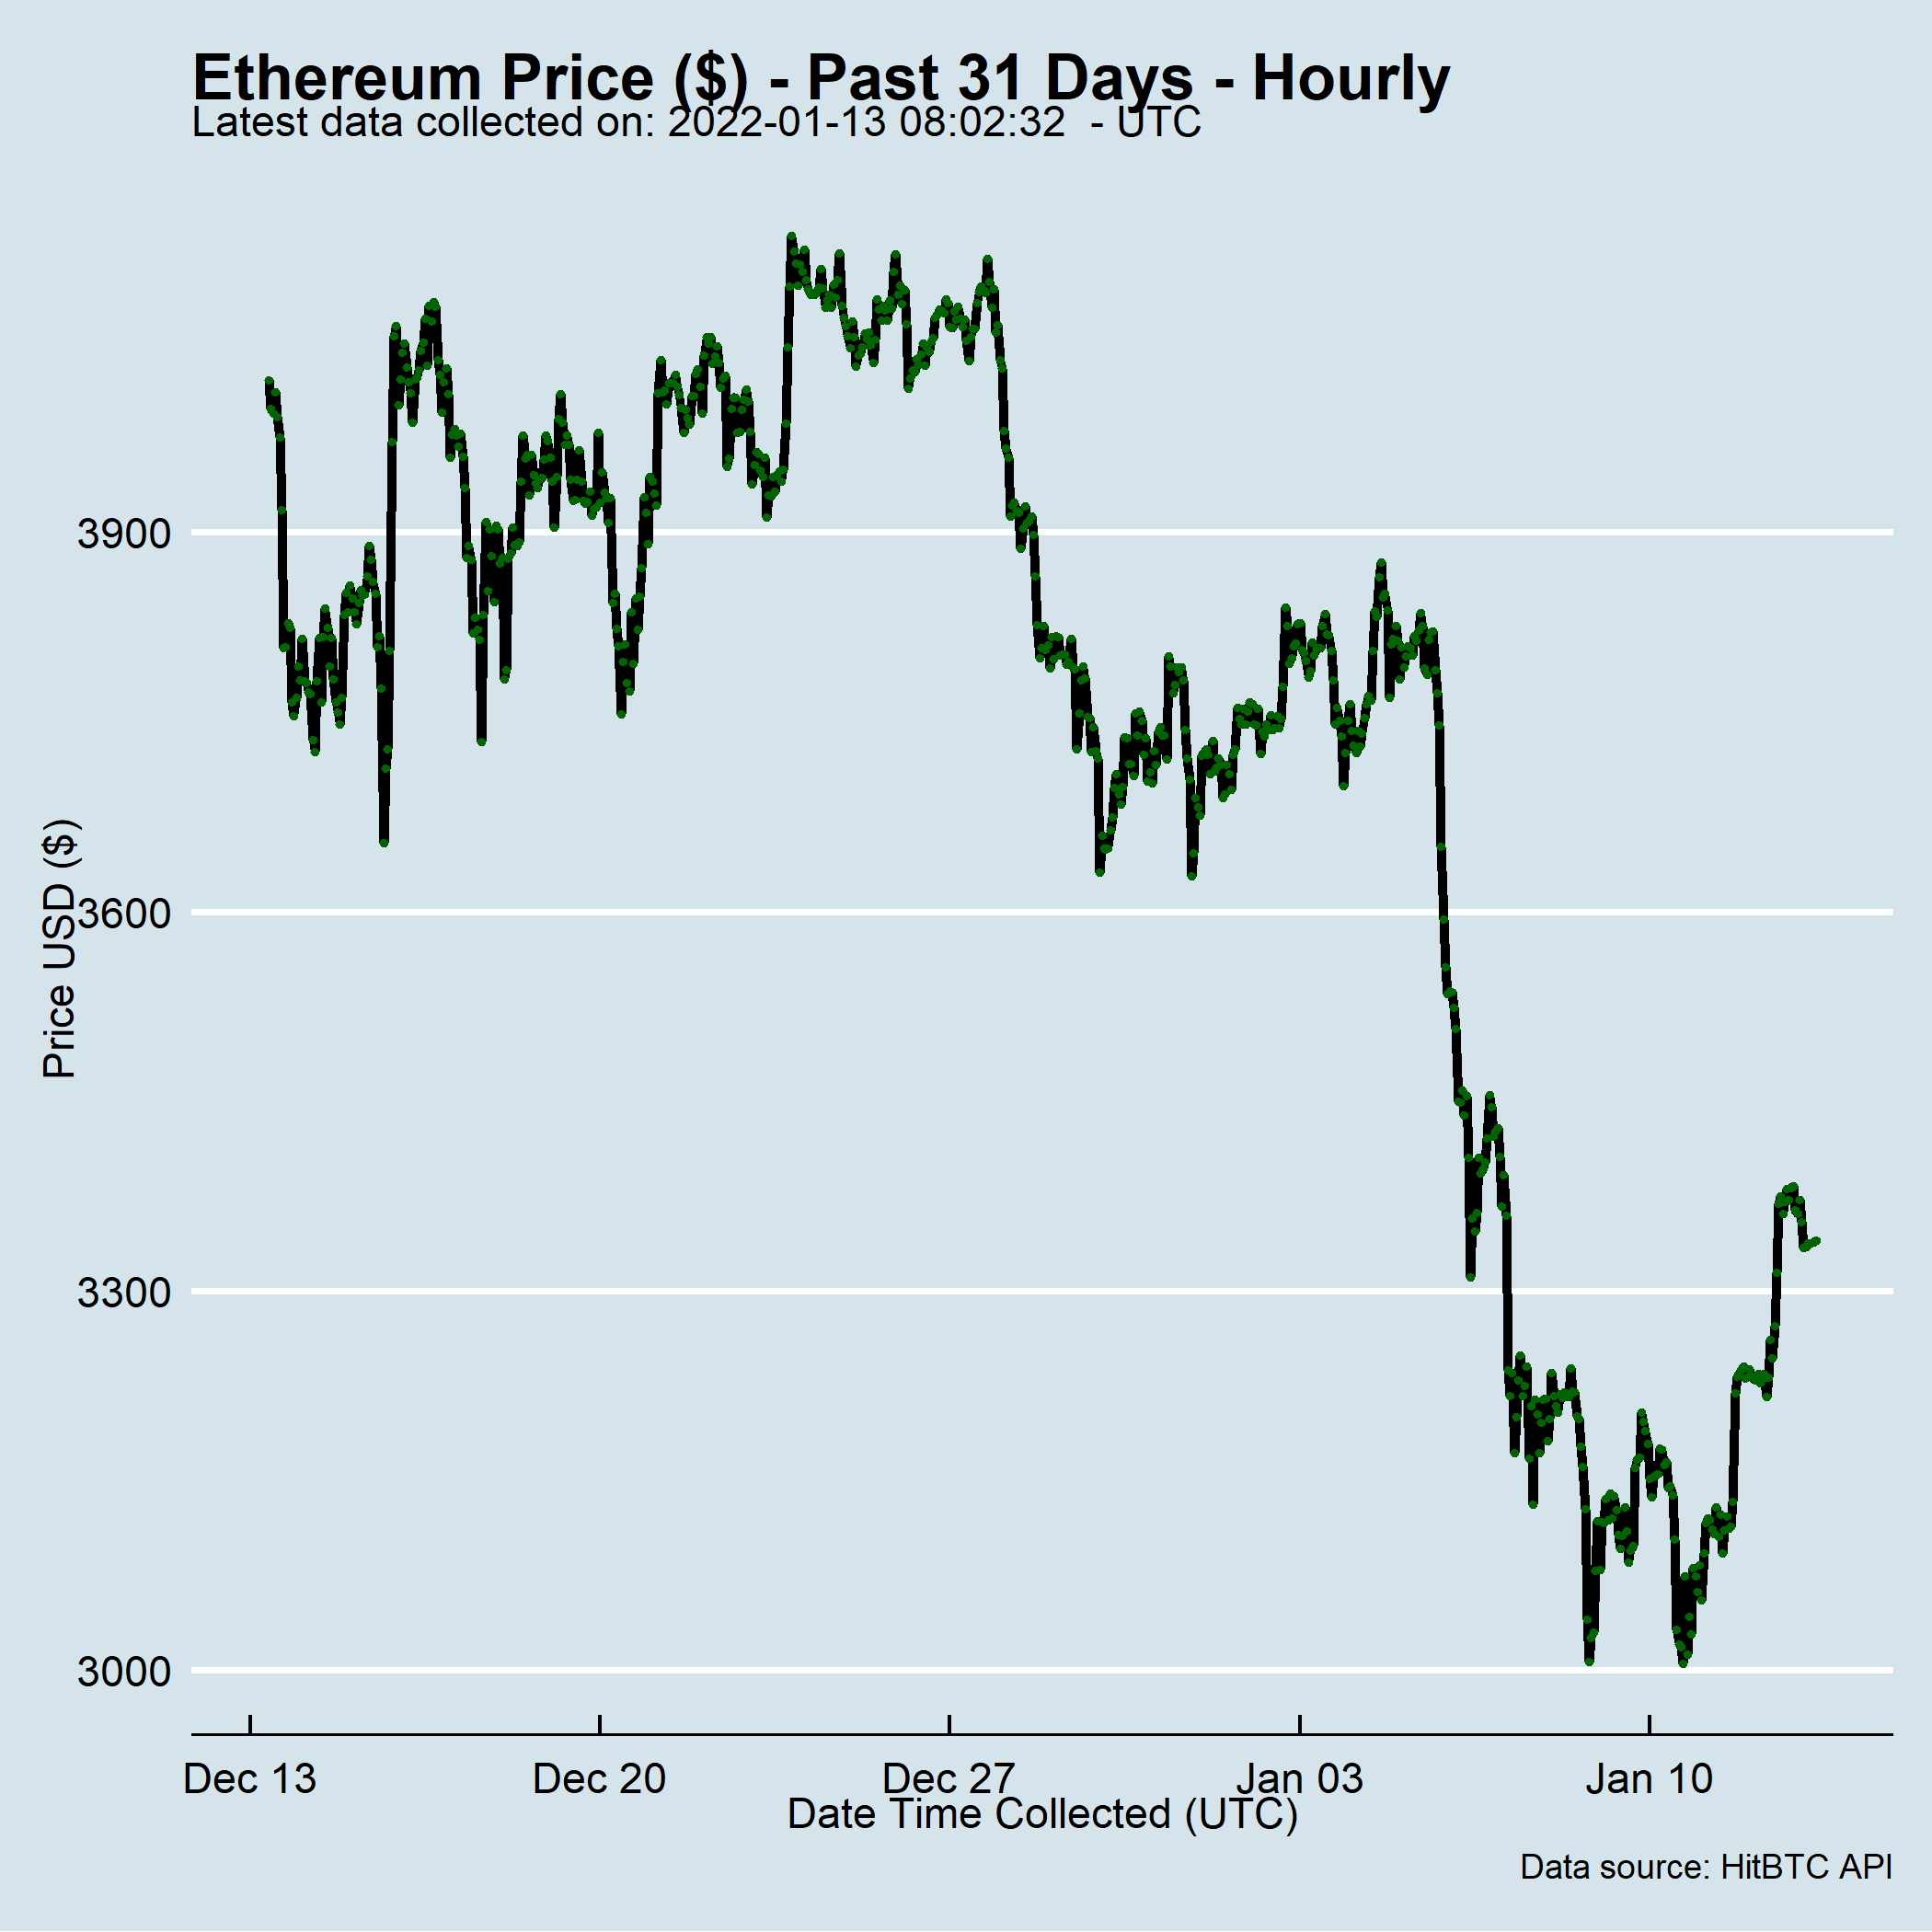 Ethereum Price ($) - Past 31 Days - Hourly
Latest data collected on: 2022-01-13 08:02:32  - UTC
Price USD ($)
3900
3600
3300
3000
Dec 13
Dec 20
Dec 27
Jan 03
Jan 10
Date Time Collected (UTC)
Data source: HitBTC API